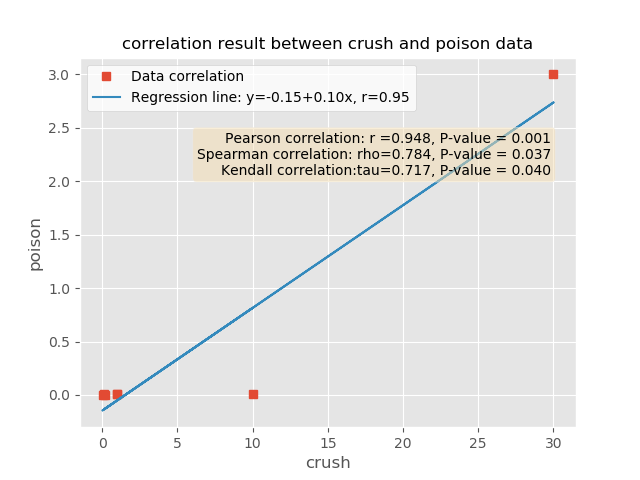 correlation result between crush and poison data
Data correlation
Regression line: y=-0.15+0.10x, r=0.95
Pearson correlation: r =0.948, P-value = 0.001
Spearman correlation: rho=0.784, P-value = 0.037
Kendall correlation:tau=0.717, P-value = 0.040
3.0
2.5
2.0
1.5
1.0
0.5
0.0
poison
0 5 10 15 20 25 30
crush